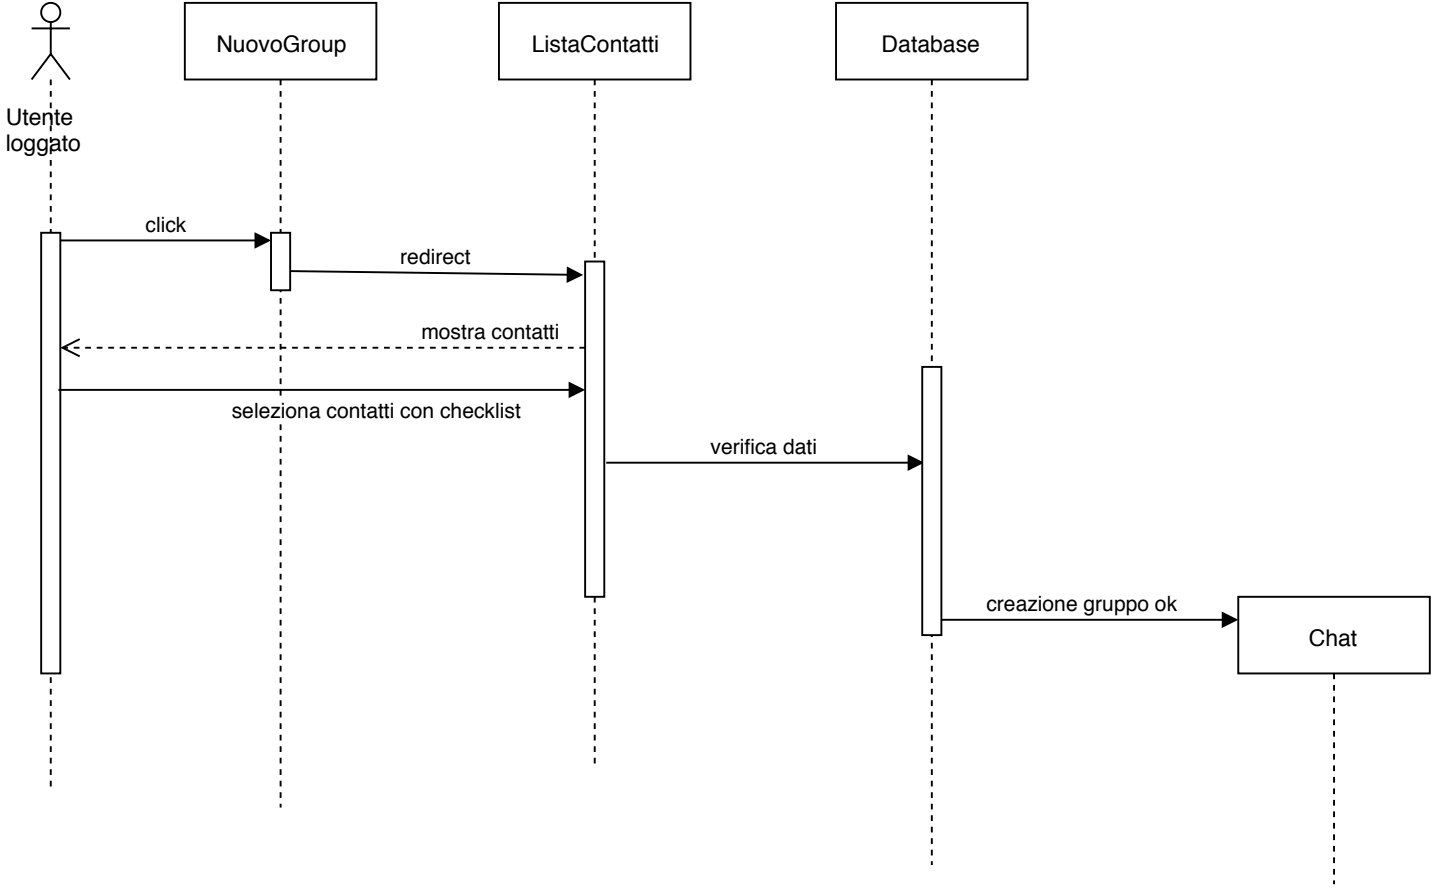 NuovoGroup
ListaContatti
Database
Utente
loggato
click
redirect
mostra contatti
seleziona contatti con checklist
verifica dati
creazione gruppo ok
Chat